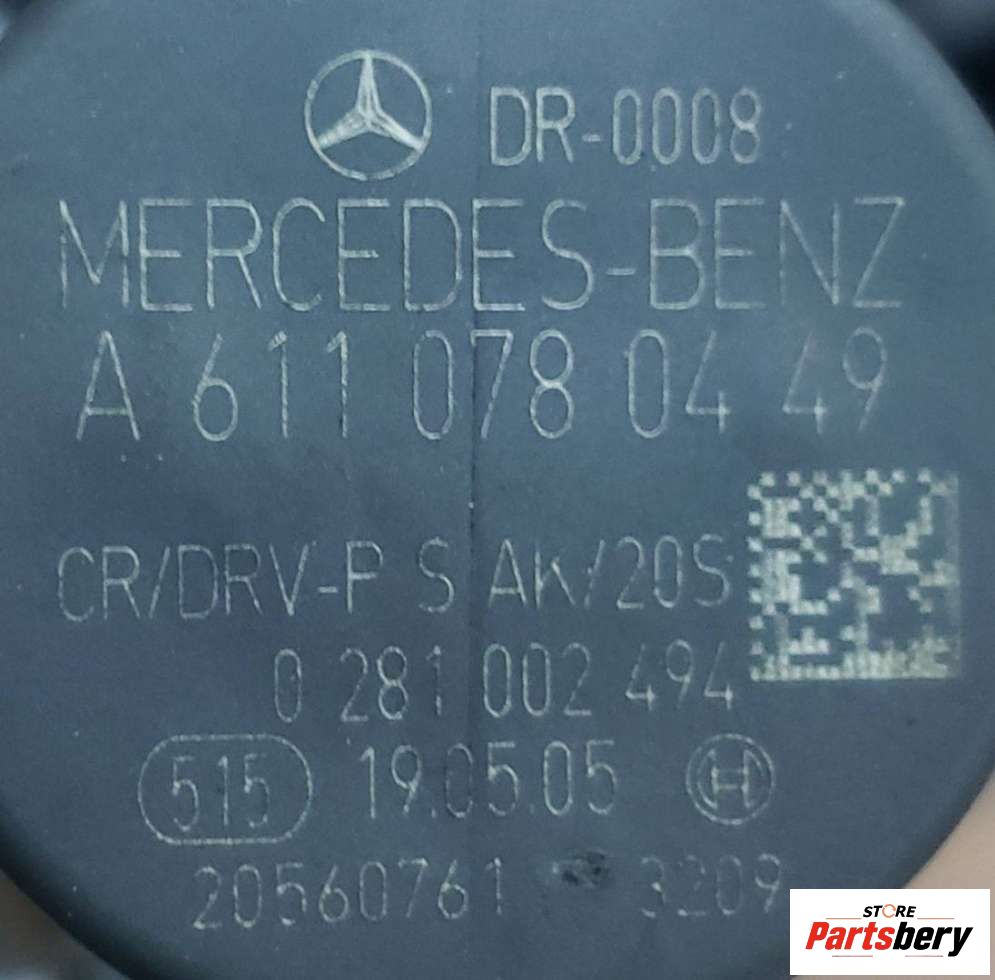 DR-0008
MERCEDES-BENZ
A 611 078 04 49
CR/DRV-P S AK/20S
0 281 002 494
515 19.05.05
20560761 3209
STORE
Partsbery